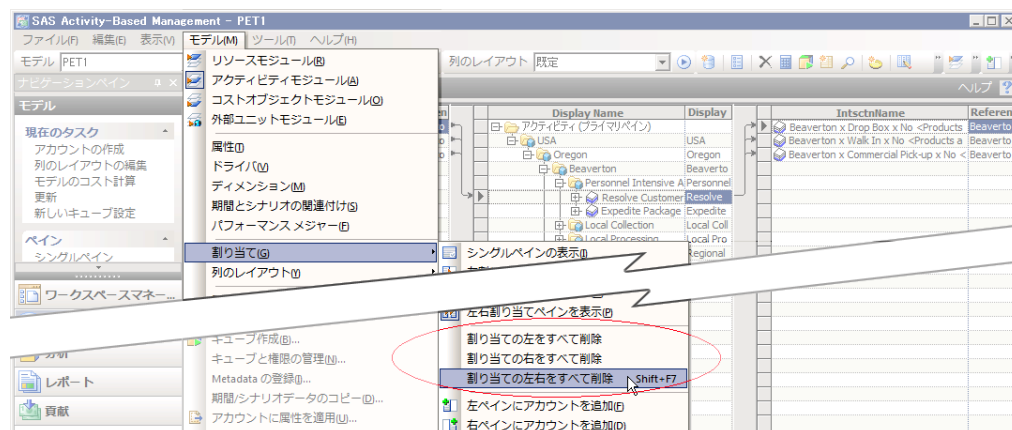 SAS Activity-Based Management - PET1
ファイル(F) 編集(E) 表示(V) モデル(M) ツール(T) ヘルプ(H)
モデル PET1
列のレイアウト 既定
ナビゲーションペイン
ヘルプ
モデル
現在のタスク
アカウントの作成
列のレイアウトの編集
モデルのコスト計算
更新
新しいキューブ設定
ペイン
シングルペイン
ワークスペースマネー...
レポート
貢献
リソースモジュール(R)
アクティビティモジュール(A)
コストオブジェクトモジュール(O)
外部ユニットモジュール(E)
属性(T)
ドライバ(V)
ディメンション(M)
期間とシナリオの関連付け(S)
パフォーマンス メジャー(F)
割り当て(G)
列のレイアウト(Y)
キューブ作成(B)...
キューブと権限の管理(N)...
Metadata の登録(I)...
期間/シナリオデータのコピー(D)...
アカウントに属性を適用(U)...
シングルペインの表示(I)
左右割り当てペインを表示(P)
割り当ての左をすべて削除
割り当ての右をすべて削除
割り当ての左右をすべて削除 Shift+F7
左ペインにアカウントを追加(F)
右ペインにアカウントを追加(D)
Display Name Display
アクティビティ (プライマリペイン)
USA USA
Oregon Oregon
Beaverton Beaverto
Personnel Intensive A Personnel
Resolve Customer Resolve
Expedite Package Expedite
Local Collection Local Coll
Local Processing Local Pro
Regional
IntsctnName Referen
Beaverton x Drop Box x No <Products Beaverto
Beaverton x Walk In x No <Products a Beaverto
Beaverton x Commercial Pick-up x No < Beaverto